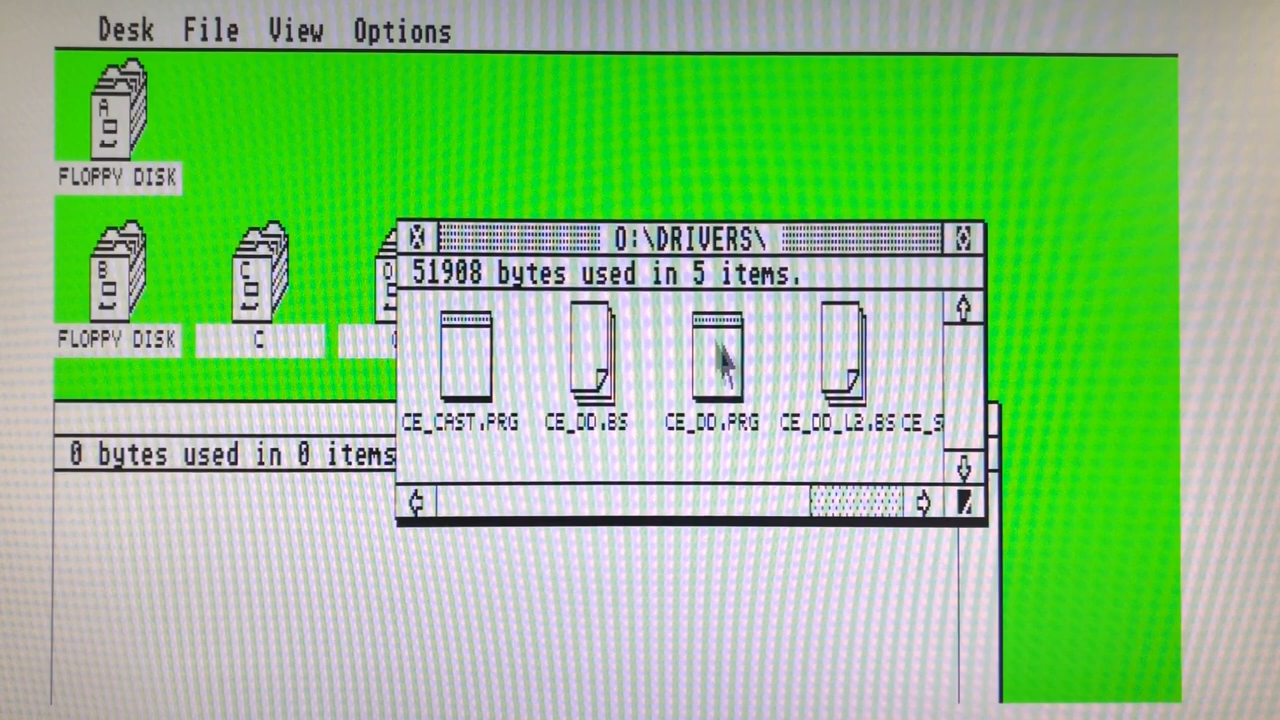 Desk File View Options
A
FLOPPY DISK
B
FLOPPY DISK
C
C
O:\DRIVERS\
51908 bytes used in 5 items.
CE_CAST.PRG CE_DD.BS CE_DD.PRG CE_DD_L2.BS CE_S
0 bytes used in 0 items